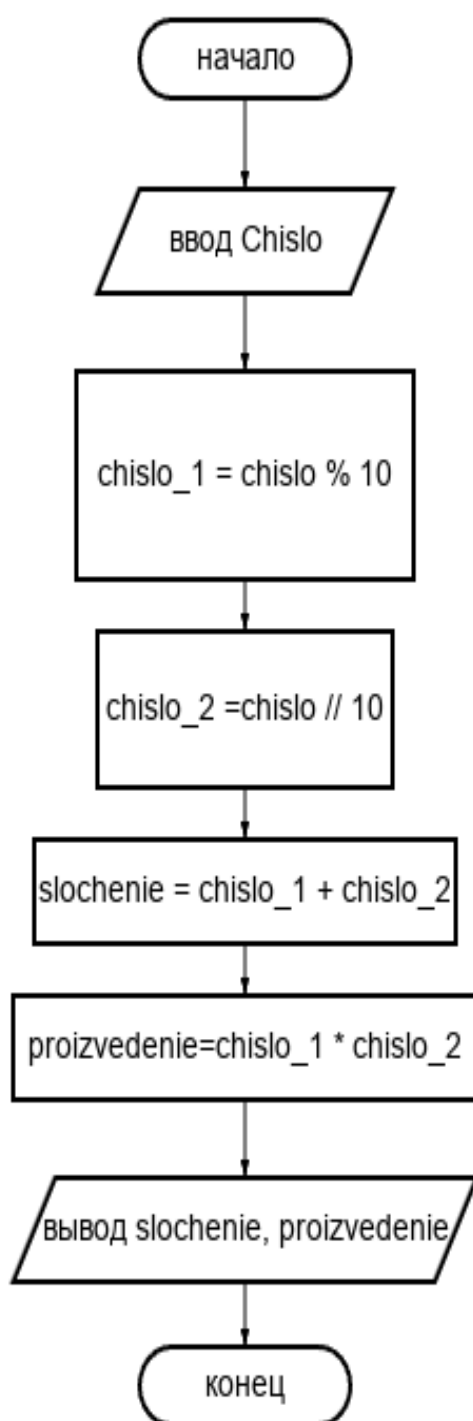 начало
ввод Chislo
chislo_1 = chislo % 10
chislo_2 =chislo // 10
slochenie = chislo_1 + chislo_2
proizvedenie=chislo_1 * chislo_2
вывод slochenie, proizvedenie
конец